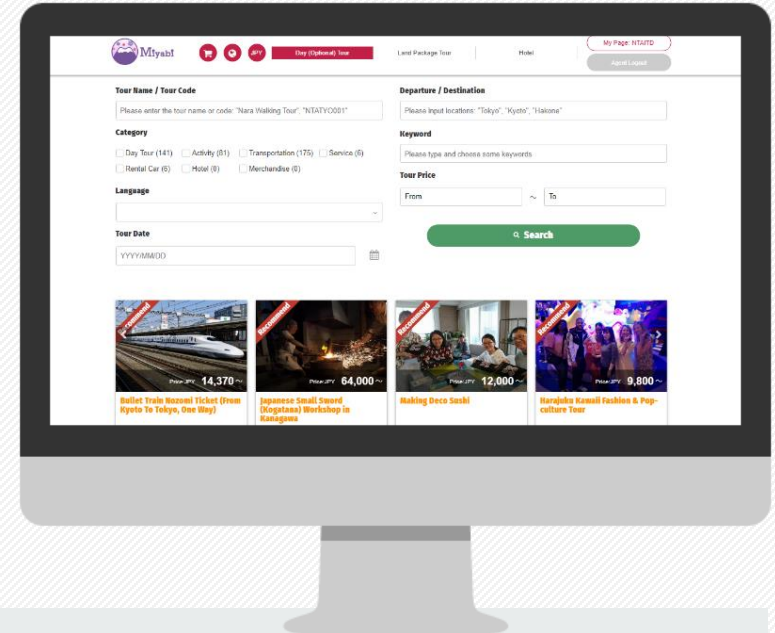 Miyabi
JPY
Day (Optional) Tour
Land Package Tour
Hotel
My Page: NTAITD
Agent Logout
Tour Name / Tour Code
Please enter the tour name or code: "Nara Walking Tour", "NTATYO001"
Category
Day Tour (141) Activity (81) Transportation (175) Service (6)
Rental Car (6) Hotel (8) Merchandise (6)
Language
Tour Date
YYYY/MM/DD
Departure / Destination
Please input locations: "Tokyo", "Kyoto", "Hakone"
Keyword
Please type and choose some keywords
Tour Price
From ~ To
Search
Recommend
Price: JPY 14,370 ~
Bullet Train Nozomi Ticket (From
Kyoto To Tokyo, One Way)
Recommend
Price: JPY 64,000 ~
Japanese Small Sword
(Kogatana) Workshop in
Kanagawa
Recommend
Price: JPY 12,000 ~
Making Deco Sushi
Recommend
Price: JPY 9,800 ~
Harajuku Kawaii Fashion & Pop-
culture Tour